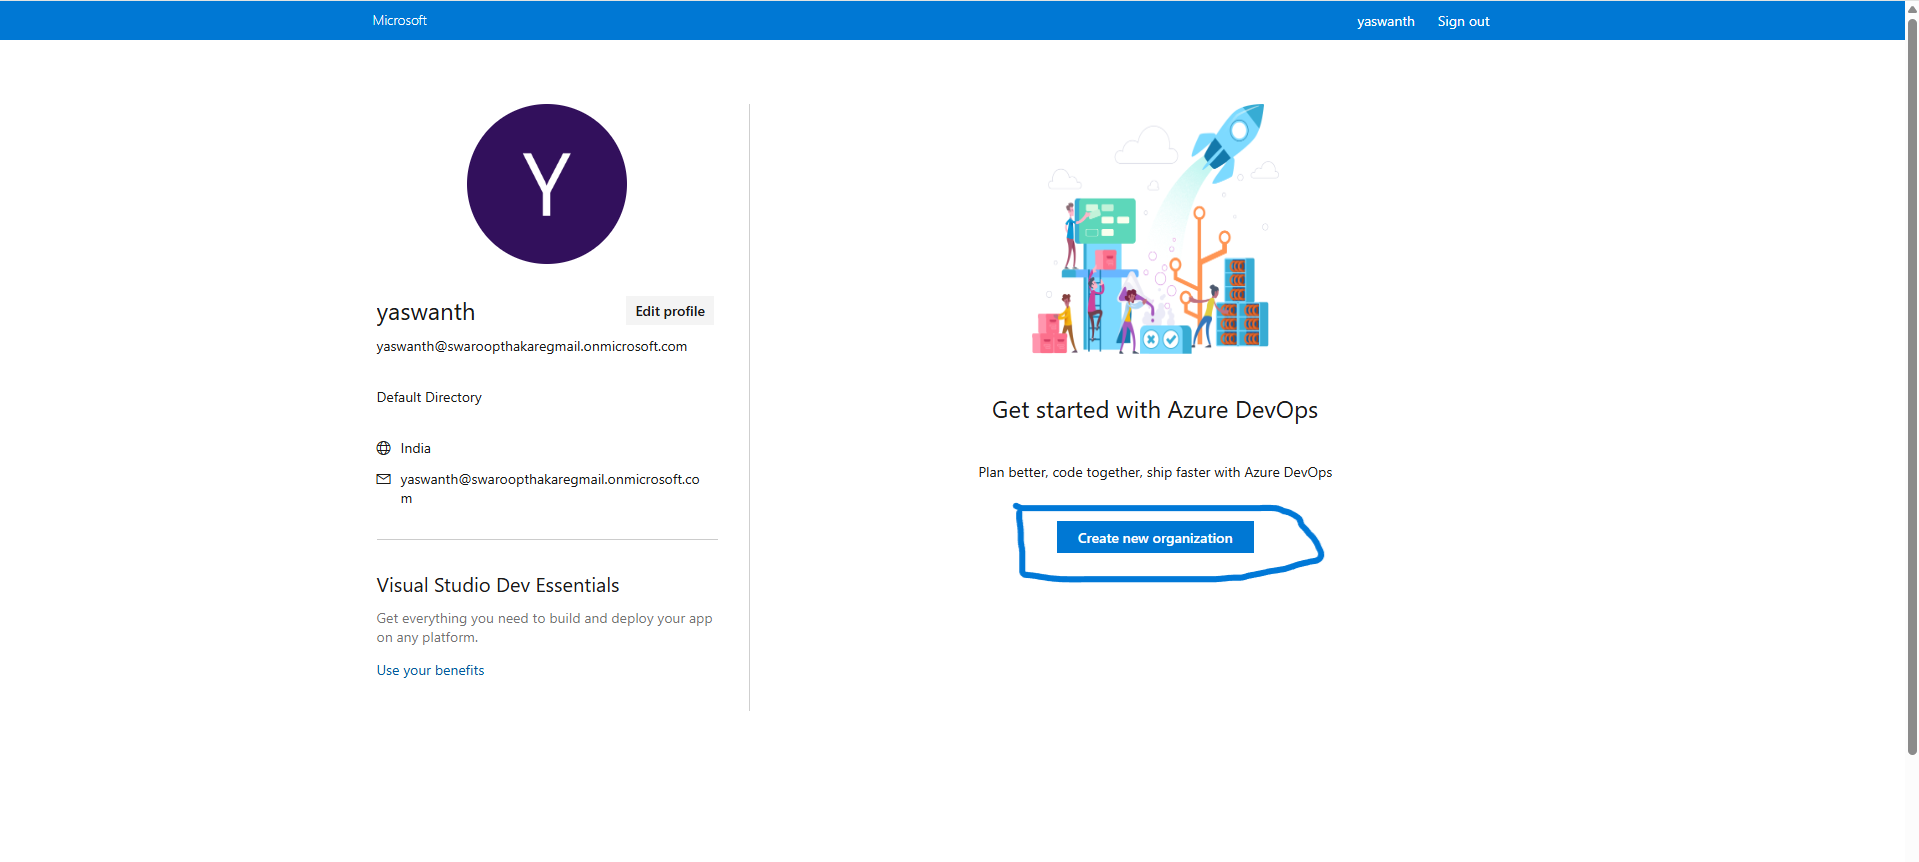 Microsoft
yaswanth
Sign out
Y
yaswanth
Edit profile
yaswanth@swaroopthakaregmail.onmicrosoft.com
Default Directory
India
yaswanth@swaroopthakaregmail.onmicrosoft.co
m
Visual Studio Dev Essentials
Get everything you need to build and deploy your app
on any platform.
Use your benefits
Get started with Azure DevOps
Plan better, code together, ship faster with Azure DevOps
Create new organization